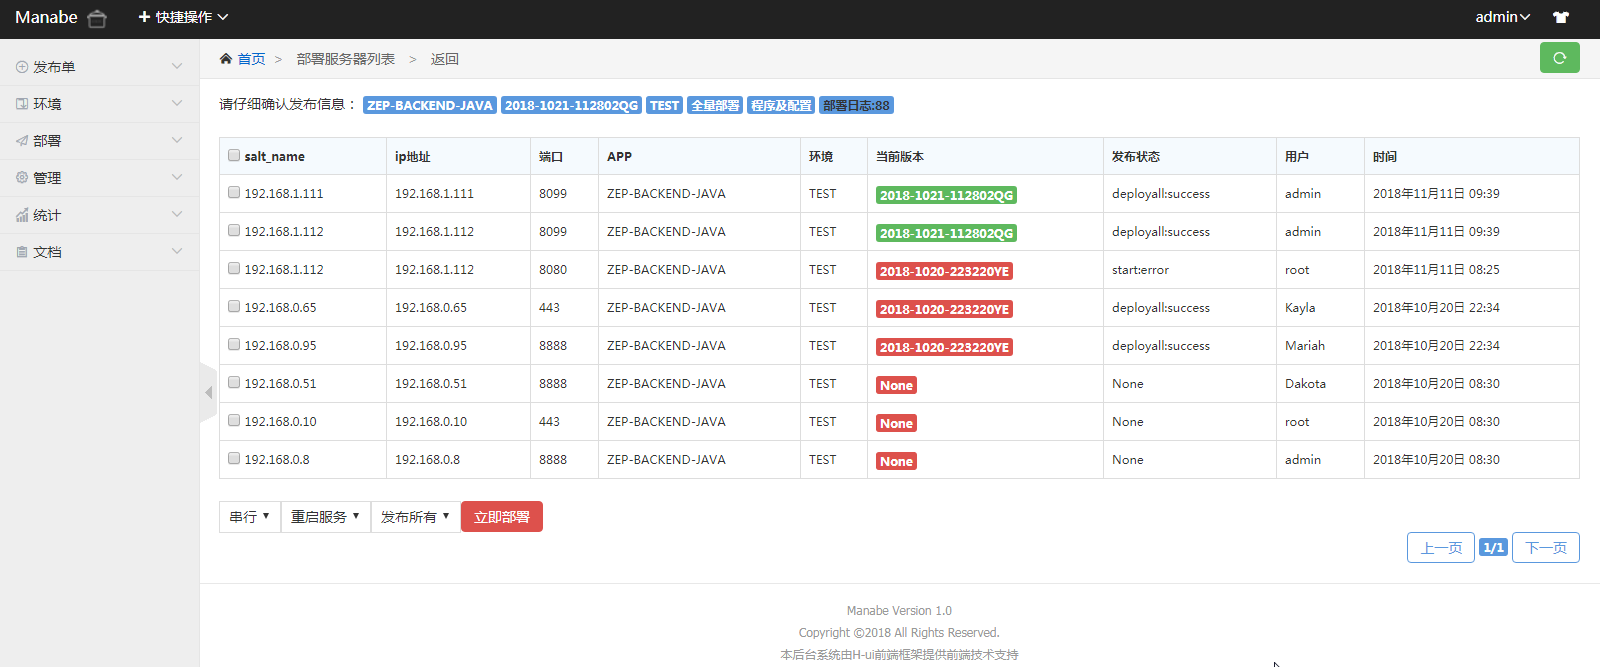 Manabe 快捷操作 admin
发布单
环境
部署
管理
统计
文档
首页 > 部署服务器列表 > 返回
请仔细确认发布信息： ZEP-BACKEND-JAVA 2018-1021-112802QG TEST 全量部署 程序及配置 部署日志:88
salt_name ip地址 端口 APP 环境 当前版本 发布状态 用户 时间
192.168.1.111 192.168.1.111 8099 ZEP-BACKEND-JAVA TEST 2018-1021-112802QG deployall:success admin 2018年11月11日 09:39
192.168.1.112 192.168.1.112 8099 ZEP-BACKEND-JAVA TEST 2018-1021-112802QG deployall:success admin 2018年11月11日 09:39
192.168.1.112 192.168.1.112 8080 ZEP-BACKEND-JAVA TEST 2018-1020-223220YE start:error root 2018年11月11日 08:25
192.168.0.65 192.168.0.65 443 ZEP-BACKEND-JAVA TEST 2018-1020-223220YE deployall:success Kayla 2018年10月20日 22:34
192.168.0.95 192.168.0.95 8888 ZEP-BACKEND-JAVA TEST 2018-1020-223220YE deployall:success Mariah 2018年10月20日 22:34
192.168.0.51 192.168.0.51 8888 ZEP-BACKEND-JAVA TEST None None Dakota 2018年10月20日 08:30
192.168.0.10 192.168.0.10 443 ZEP-BACKEND-JAVA TEST None None root 2018年10月20日 08:30
192.168.0.8 192.168.0.8 8888 ZEP-BACKEND-JAVA TEST None None admin 2018年10月20日 08:30
串行 重启服务 发布所有 立即部署
上一页 1/1 下一页
Manabe Version 1.0
Copyright ©2018 All Rights Reserved.
本后台系统由H-ui前端框架提供前端技术支持